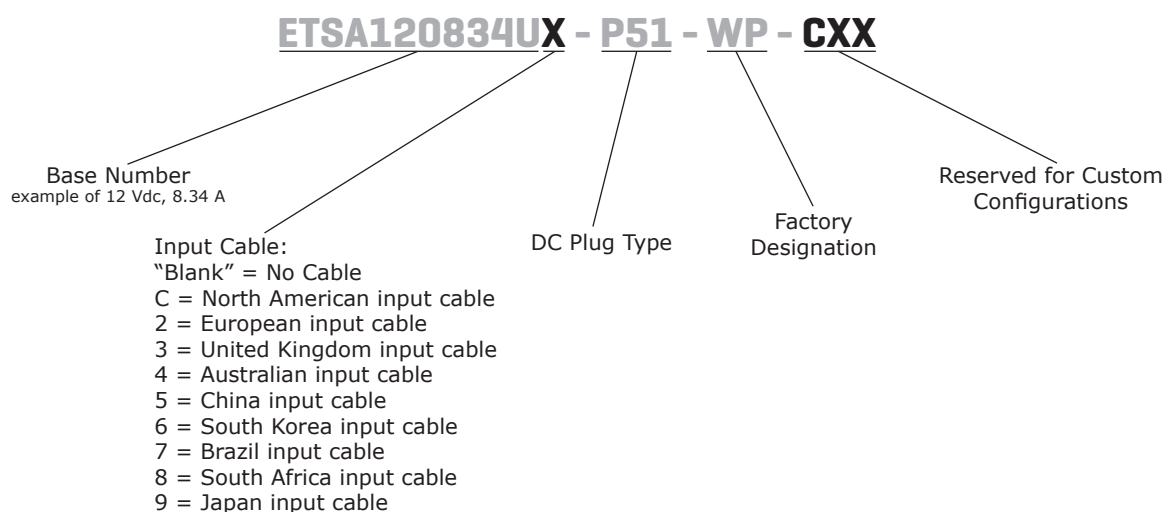 ETSA120834UX - P51 - WP - CXX
Base Number
example of 12 Vdc, 8.34 A
Input Cable:
“Blank” = No Cable
C = North American input cable
2 = European input cable
3 = United Kingdom input cable
4 = Australian input cable
5 = China input cable
6 = South Korea input cable
7 = Brazil input cable
8 = South Africa input cable
9 = Japan input cable
DC Plug Type
Factory
Designation
Reserved for Custom
Configurations